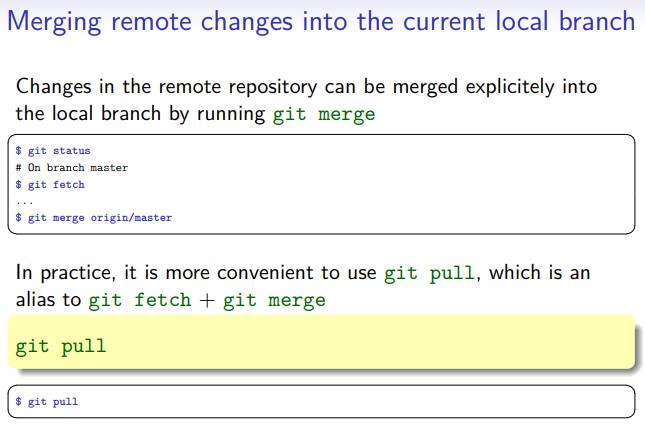 Merging remote changes into the current local branch
Changes in the remote repository can be merged explicitely into
the local branch by running git merge
$ git status
# On branch master
$ git fetch
...
$ git merge origin/master
In practice, it is more convenient to use git pull, which is an
alias to git fetch + git merge
git pull
$ git pull